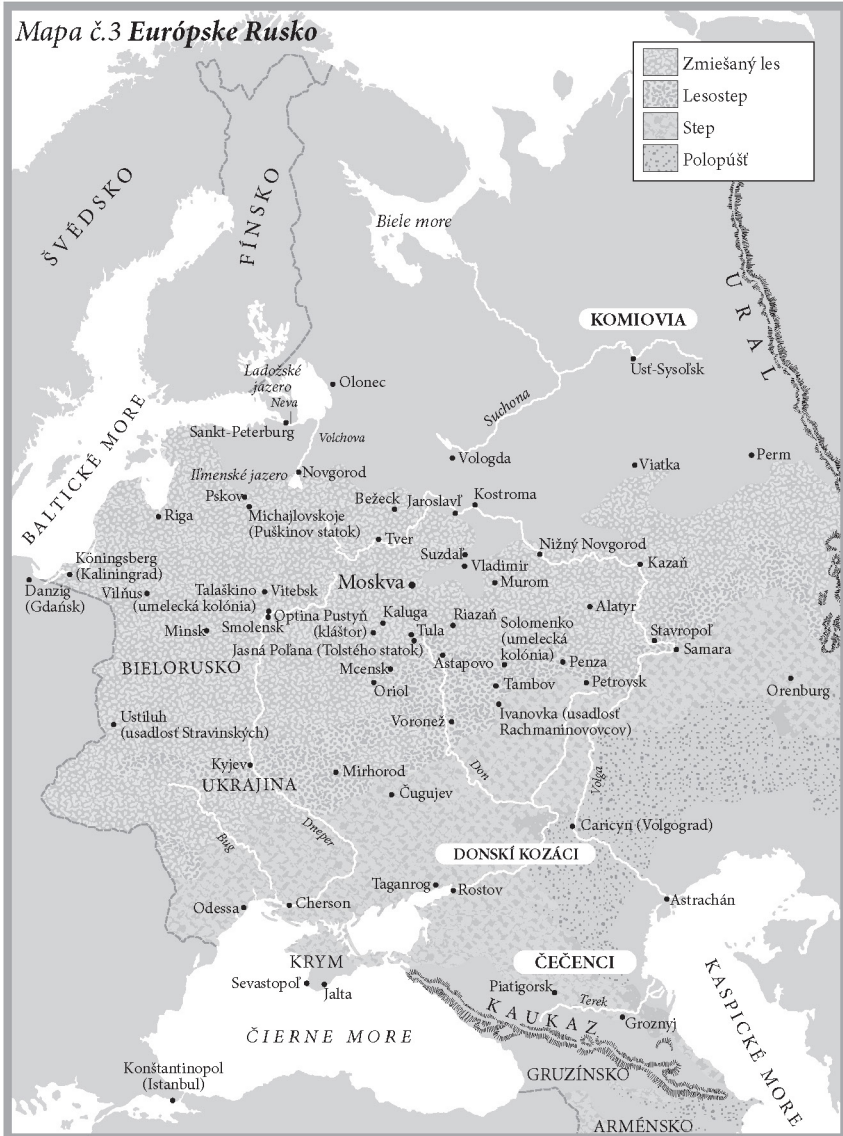 Mapa č.3 Európske Rusko
Zmiešaný les
Lesostep
Step
Polopúšť
ŠVÉDSKO
FÍNSKO
Biele more
URAL
KOMIOVIA
Usť-Sysoľsk
Ladožské
jazero
Neva
Olonec
Suchona
Sankt-Peterburg
Volchova
BALTICKÉ MORE
Vologda
Viatka
Perm
Iľmenské jazero
Novgorod
Pskov
Michajlovskoje
(Puškinov statok)
Riga
Bežeck
Jaroslavľ
Kostroma
Tver
Suzdaľ
Nižný Novgorod
Vladimir
Kazaň
Köningsberg
(Kaliningrad)
Danzig
(Gdańsk)
Vilňus
Talaškino
(umelecká kolónia)
Vitebsk
Moskva
Murom
Alatyr
Smolensk
Optina Pustyň
(kláštor)
Kaluga
Riazaň
Solomenko
(umelecká
kolónia)
Stavropoľ
Samara
Minsk
Tula
Jasná Poľana (Tolstého statok)
BIELORUSKO
Mcensk
Astapovo
Penza
Oriol
Tambov
Petrovsk
Orenburg
Ivanovka (usadlosť
Rachmaninovovcov)
Ustiluh
(usadlosť Stravinských)
Voronež
Kyjev
UKRAJINA
Mirhorod
Don
Volga
Čugujev
Bug
Dneper
Caricyn (Volgograd)
DONSKÍ KOZÁCI
Taganrog
Rostov
Astrachán
Odessa
Cherson
KRYM
ČEČENCI
Sevastopoľ
Jalta
Piatigorsk
Terek
KAUKAZ
Groznyj
KASPICKÉ MORE
ČIERNE MORE
Konštantinopol
(Istanbul)
GRUZÍNSKO
ARMÉNSKO